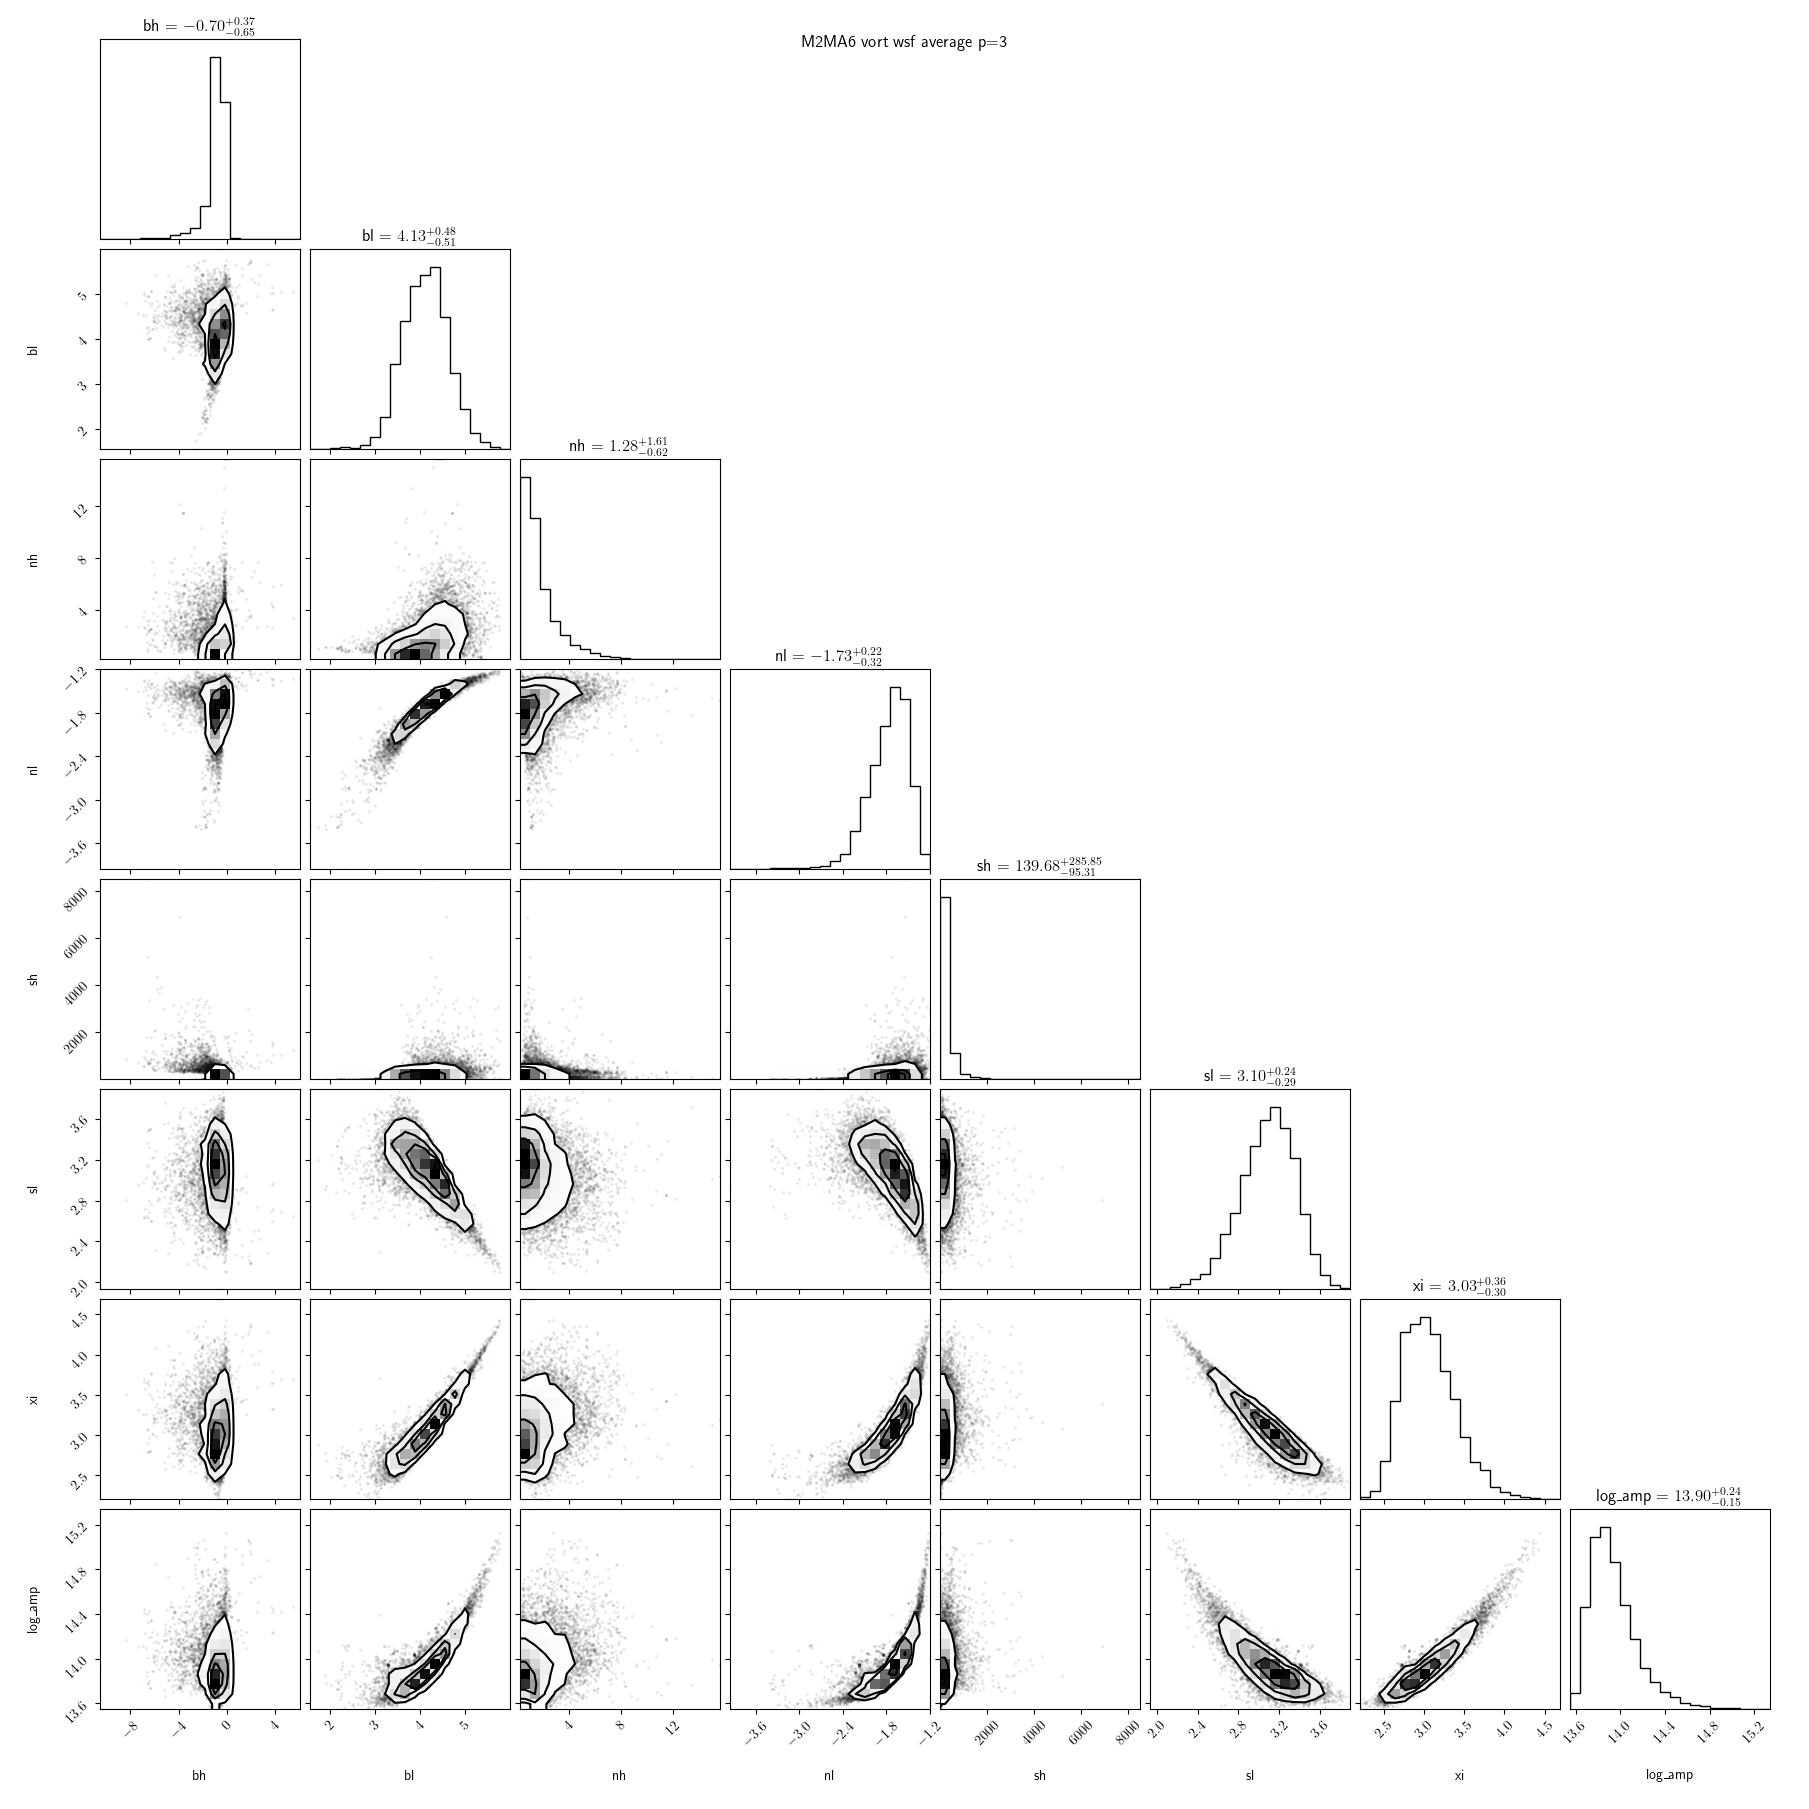 M2MA6 vort wsf average p=3
bh = −0.70+0.37−0.65
bl = 4.13+0.48−0.51
nh = 1.28+1.61−0.62
nl = −1.73+0.22−0.32
sh = 139.68+285.85−95.31
sl = 3.10+0.24−0.29
xi = 3.03+0.36−0.30
log_amp = 13.90+0.24−0.15
5
4
3
2
bl
12
8
4
nh
−1.2
−1.8
−2.4
−3.0
−3.6
nl
8000
6000
4000
2000
sh
3.6
3.2
2.8
2.4
2.0
sl
4.5
4.0
3.5
3.0
2.5
xi
15.2
14.8
14.4
14.0
13.6
log_amp
−8 −4 0 4 2 3 4 5 4 8 12 −3.6 −3.0 −2.4 −1.8 −1.2 2000 4000 6000 8000 2.0 2.4 2.8 3.2 3.6 2.5 3.0 3.5 4.0 4.5 13.6 14.0 14.4 14.8 15.2
bh bl nh nl sh sl xi log_amp